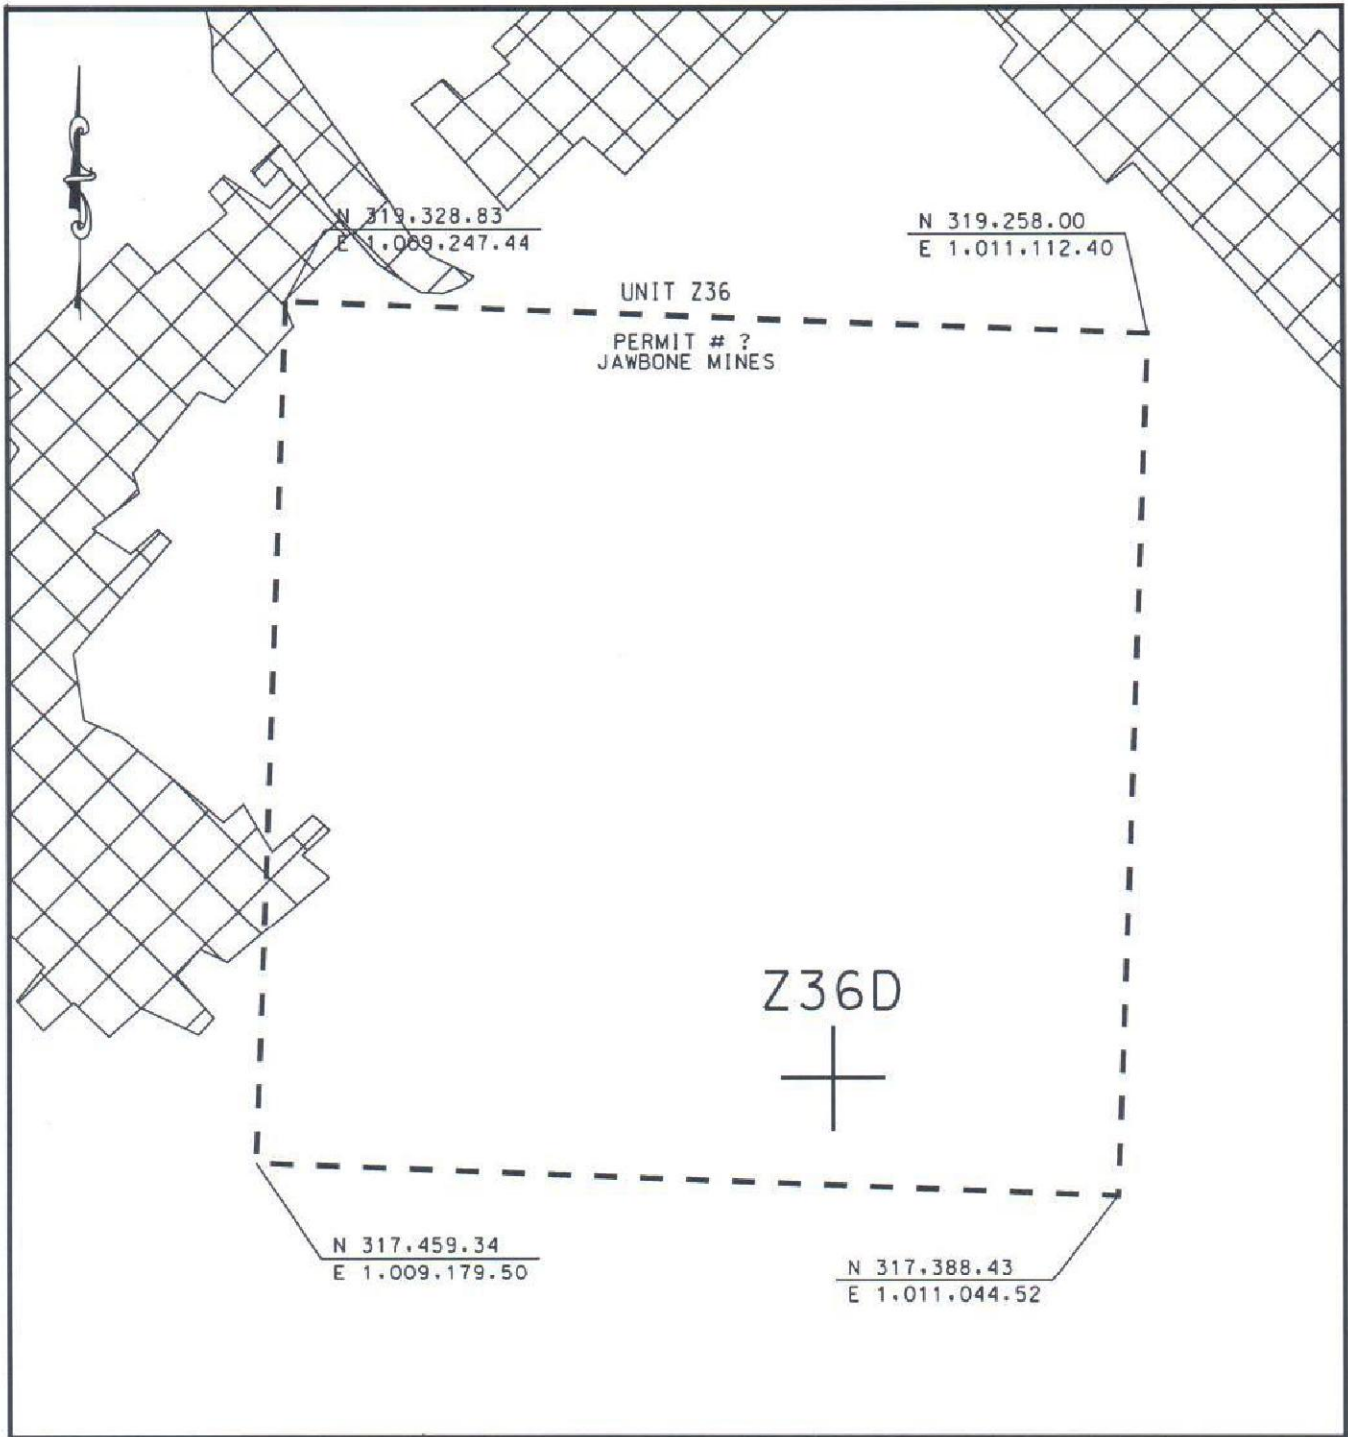 N 319.328.83
E 1.009.247.44
N 319.258.00
E 1.011.112.40
UNIT Z36
PERMIT # ?
JAWBONE MINES
Z36D
N 317.459.34
E 1.009.179.50
N 317.388.43
E 1.011.044.52